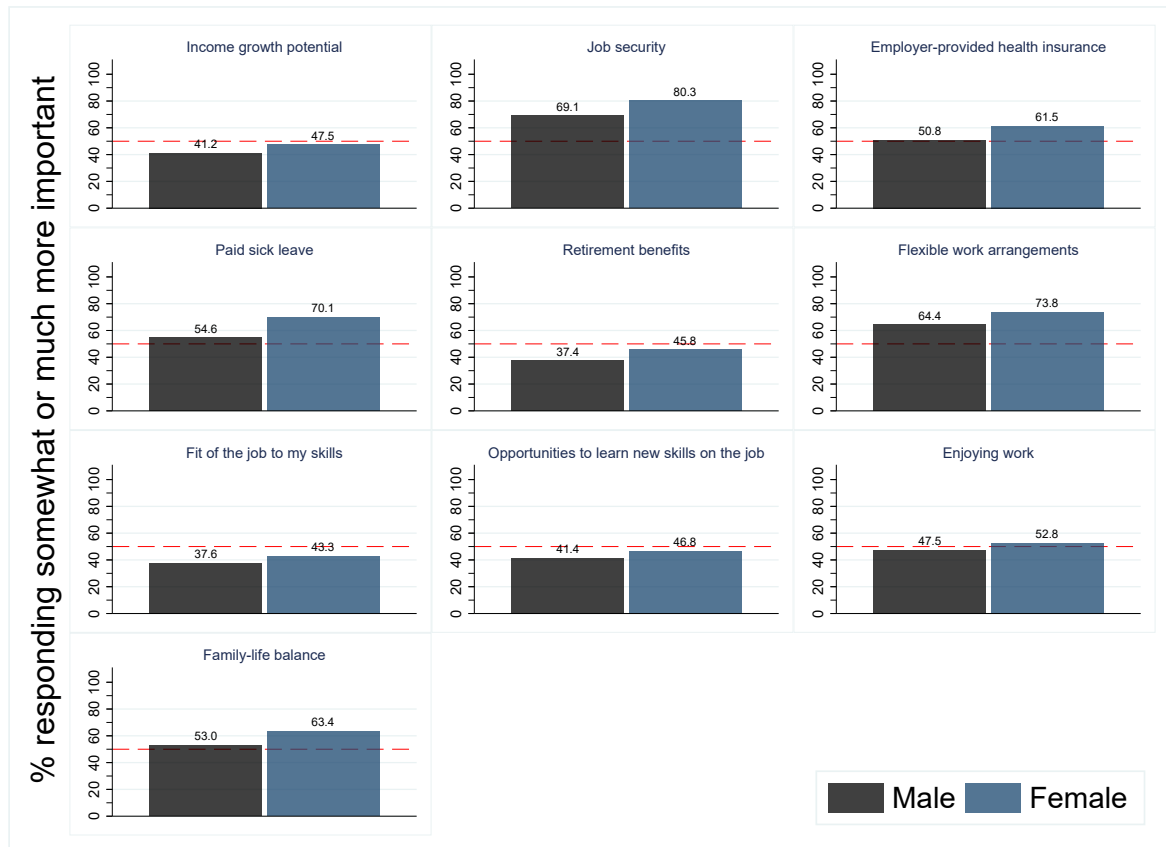 % responding somewhat or much more important
Income growth potential
0 20 40 60 80 100
41.2
47.5
Job security
0 20 40 60 80 100
69.1
80.3
Employer-provided health insurance
0 20 40 60 80 100
50.8
61.5
Paid sick leave
0 20 40 60 80 100
54.6
70.1
Retirement benefits
0 20 40 60 80 100
37.4
45.8
Flexible work arrangements
0 20 40 60 80 100
64.4
73.8
Fit of the job to my skills
0 20 40 60 80 100
37.6
43.3
Opportunities to learn new skills on the job
0 20 40 60 80 100
41.4
46.8
Enjoying work
0 20 40 60 80 100
47.5
52.8
Family-life balance
0 20 40 60 80 100
53.0
63.4
Male Female